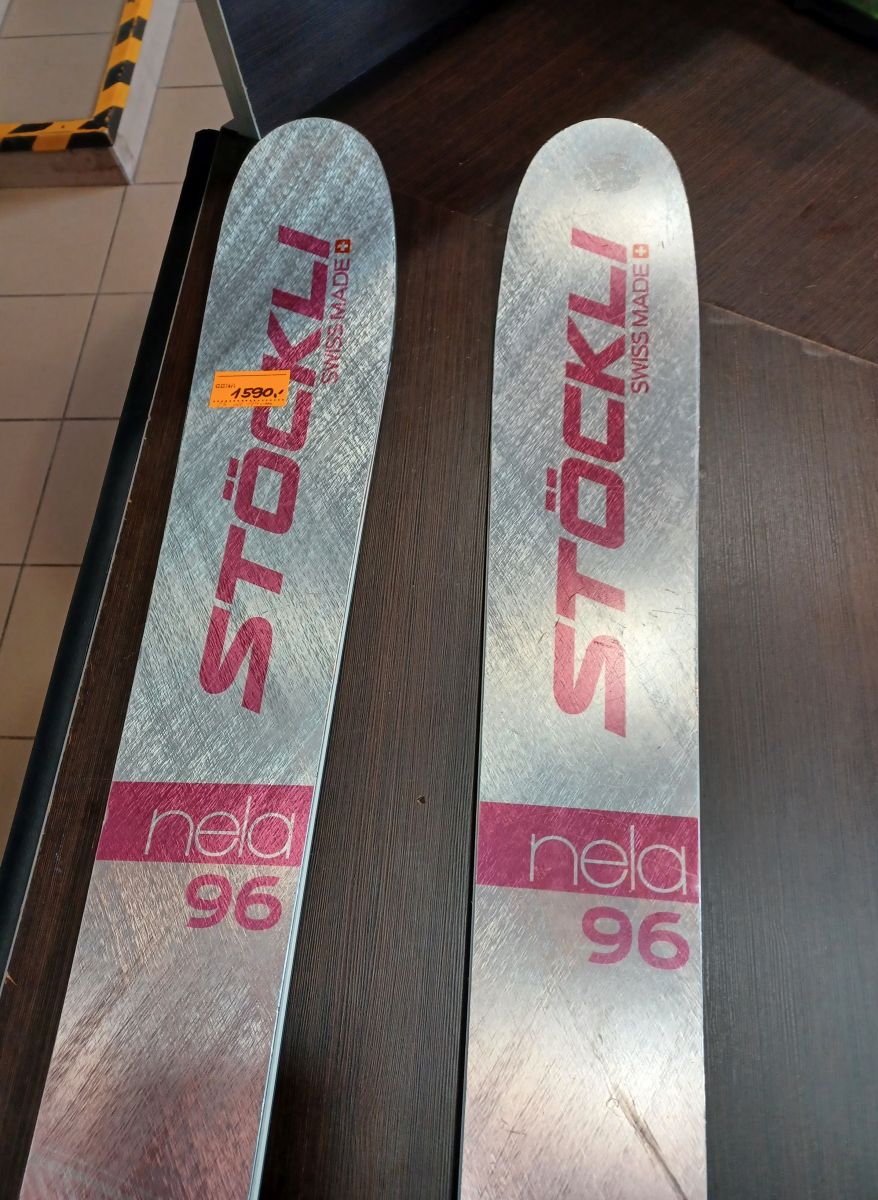 STÖCKLI
SWISS MADE
1590,-
nela
96
STÖCKLI
SWISS MADE
nela
96